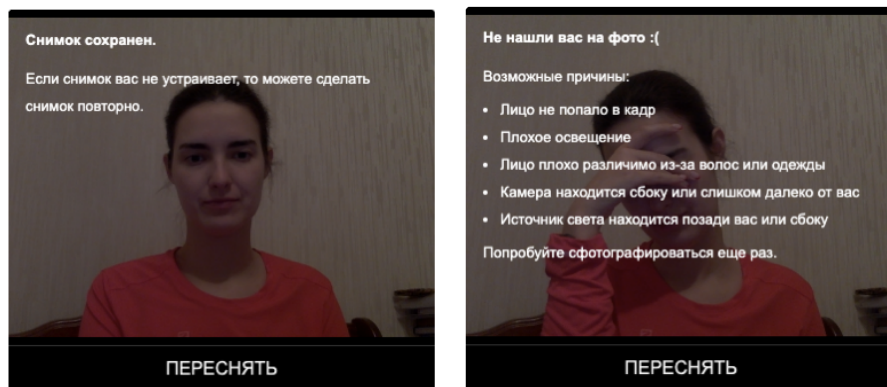 Снимок сохранен.
Если снимок вас не устраивает, то можете сделать
снимок повторно.
ПЕРЕСНЯТЬ
Не нашли вас на фото :(
Возможные причины:
• Лицо не попало в кадр
• Плохое освещение
• Лицо плохо различимо из-за волос или одежды
• Камера находится сбоку или слишком далеко от вас
• Источник света находится позади вас или сбоку
Попробуйте сфотографироваться еще раз.
ПЕРЕСНЯТЬ